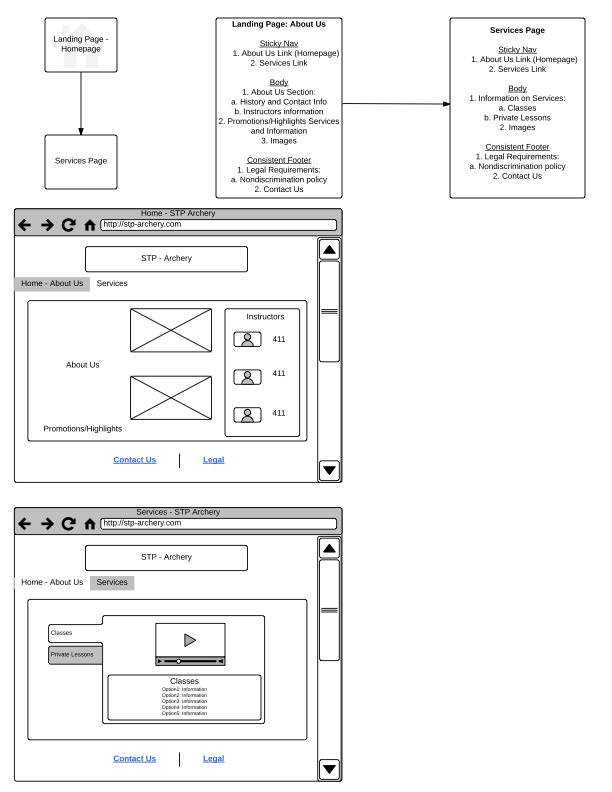 Landing Page -
Homepage
Services Page
Landing Page: About Us
Sticky Nav
1. About Us Link (Homepage)
2. Services Link
Body
1. About Us Section:
a. History and Contact Info
b. Instructors information
2. Promotions/Highlights Services
and Information
3. Images
Consistent Footer
1. Legal Requirements:
a. Nondiscrimination policy
2. Contact Us
Services Page
Sticky Nav
1. About Us Link (Homepage)
2. Services Link
Body
1. Information on Services:
a. Classes
b. Private Lessons
2. Images
Consistent Footer
1. Legal Requirements:
a. Nondiscrimination policy
2. Contact Us
Home - STP Archery
http://stp-archery.com
STP - Archery
Home - About Us Services
Instructors
411
About Us
411
411
Promotions/Highlights
Contact Us Legal
Services - STP Archery
http://stp-archery.com
STP - Archery
Home - About Us Services
Classes
Private Lessons
Classes
Option1: Information
Option2: Information
Option3: Information
Option4: Information
Option5: Information
Contact Us Legal